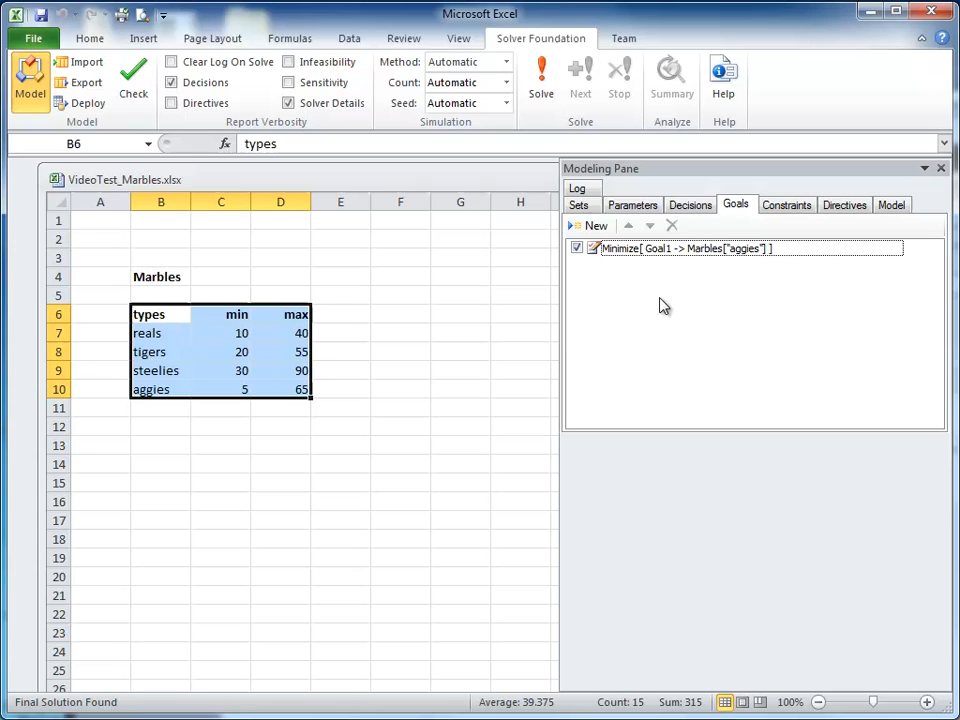 Microsoft Excel
File Home Insert Page Layout Formulas Data Review View Solver Foundation Team
Model
Import
Export
Deploy
Check
Model
Clear Log On Solve
Decisions
Directives
Infeasibility
Sensitivity
Solver Details
Report Verbosity
Method: Automatic
Count: Automatic
Seed: Automatic
Simulation
Solve
Next
Stop
Solve
Summary
Analyze
Help
Help
B6 fx types
VideoTest_Marbles.xlsx
A B C D E F G H
1
2
3
4 Marbles
5
6 types min max
7 reals 10 40
8 tigers 20 55
9 steelies 30 90
10 aggies 5 65
11
12
13
14
15
16
17
18
19
20
21
22
23
24
25
26
Modeling Pane
Log
Sets Parameters Decisions Goals Constraints Directives Model
New
Minimize[ Goal1 -> Marbles["aggies"] ]
Final Solution Found Average: 39.375 Count: 15 Sum: 315 100%